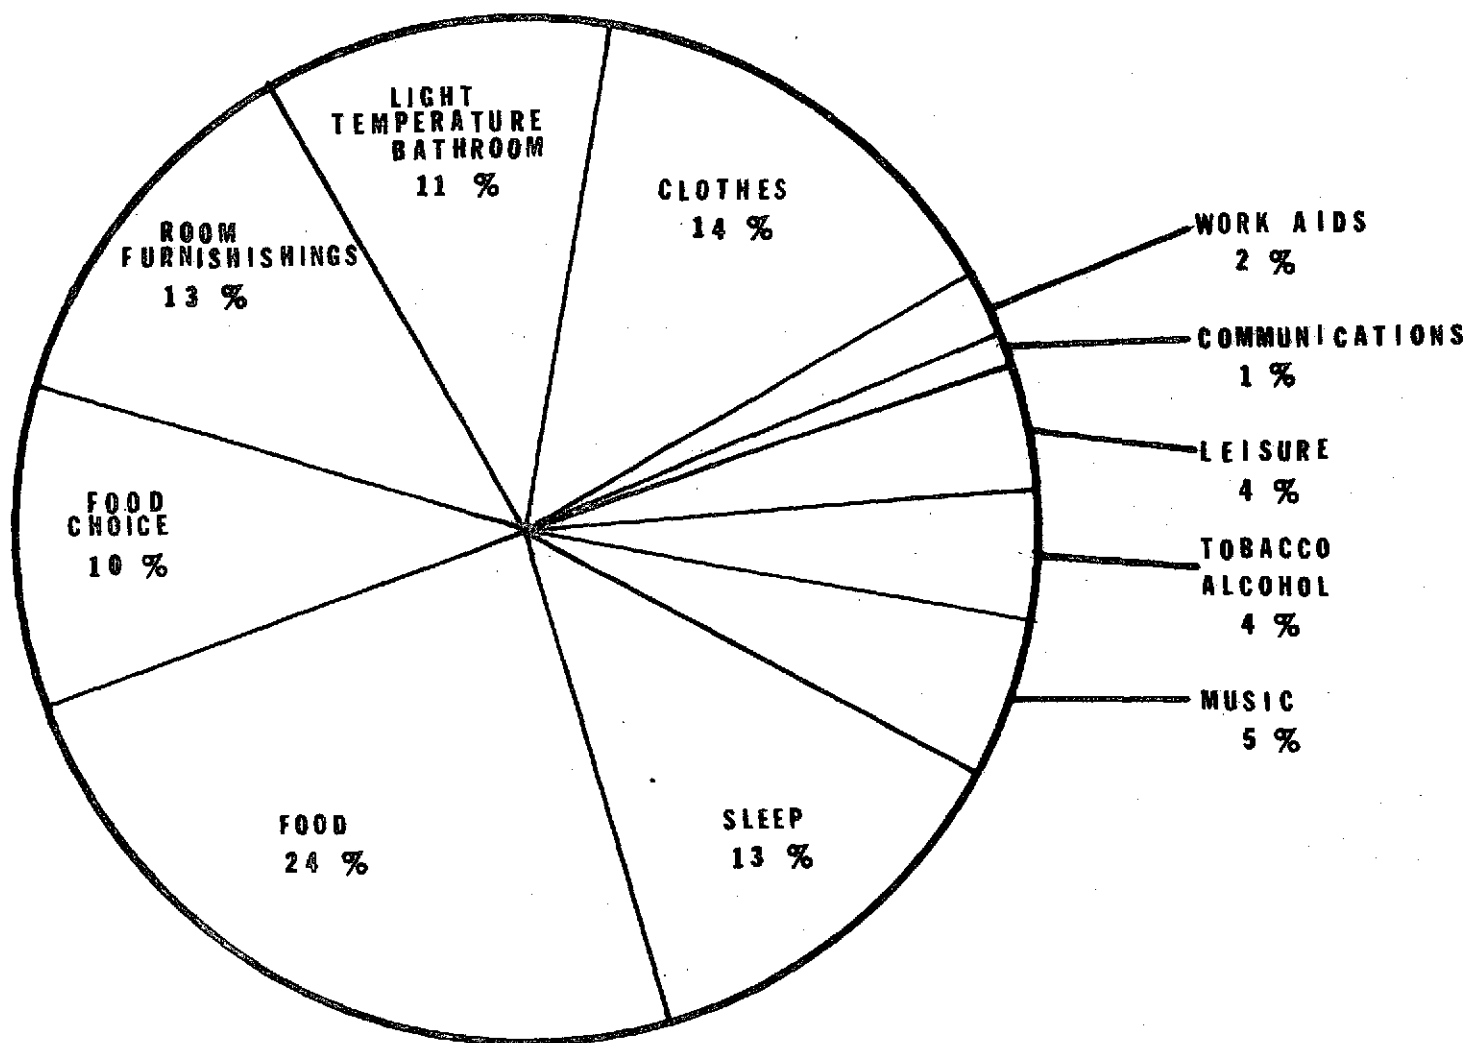 LIGHT
TEMPERATURE
BATHROOM
11 %
CLOTHES
14 %
WORK AIDS
2 %
COMMUNICATIONS
1 %
LEISURE
4 %
TOBACCO
ALCOHOL
4 %
MUSIC
5 %
SLEEP
13 %
FOOD
24 %
FOOD
CHOICE
10 %
ROOM
FURNISHISHINGS
13 %